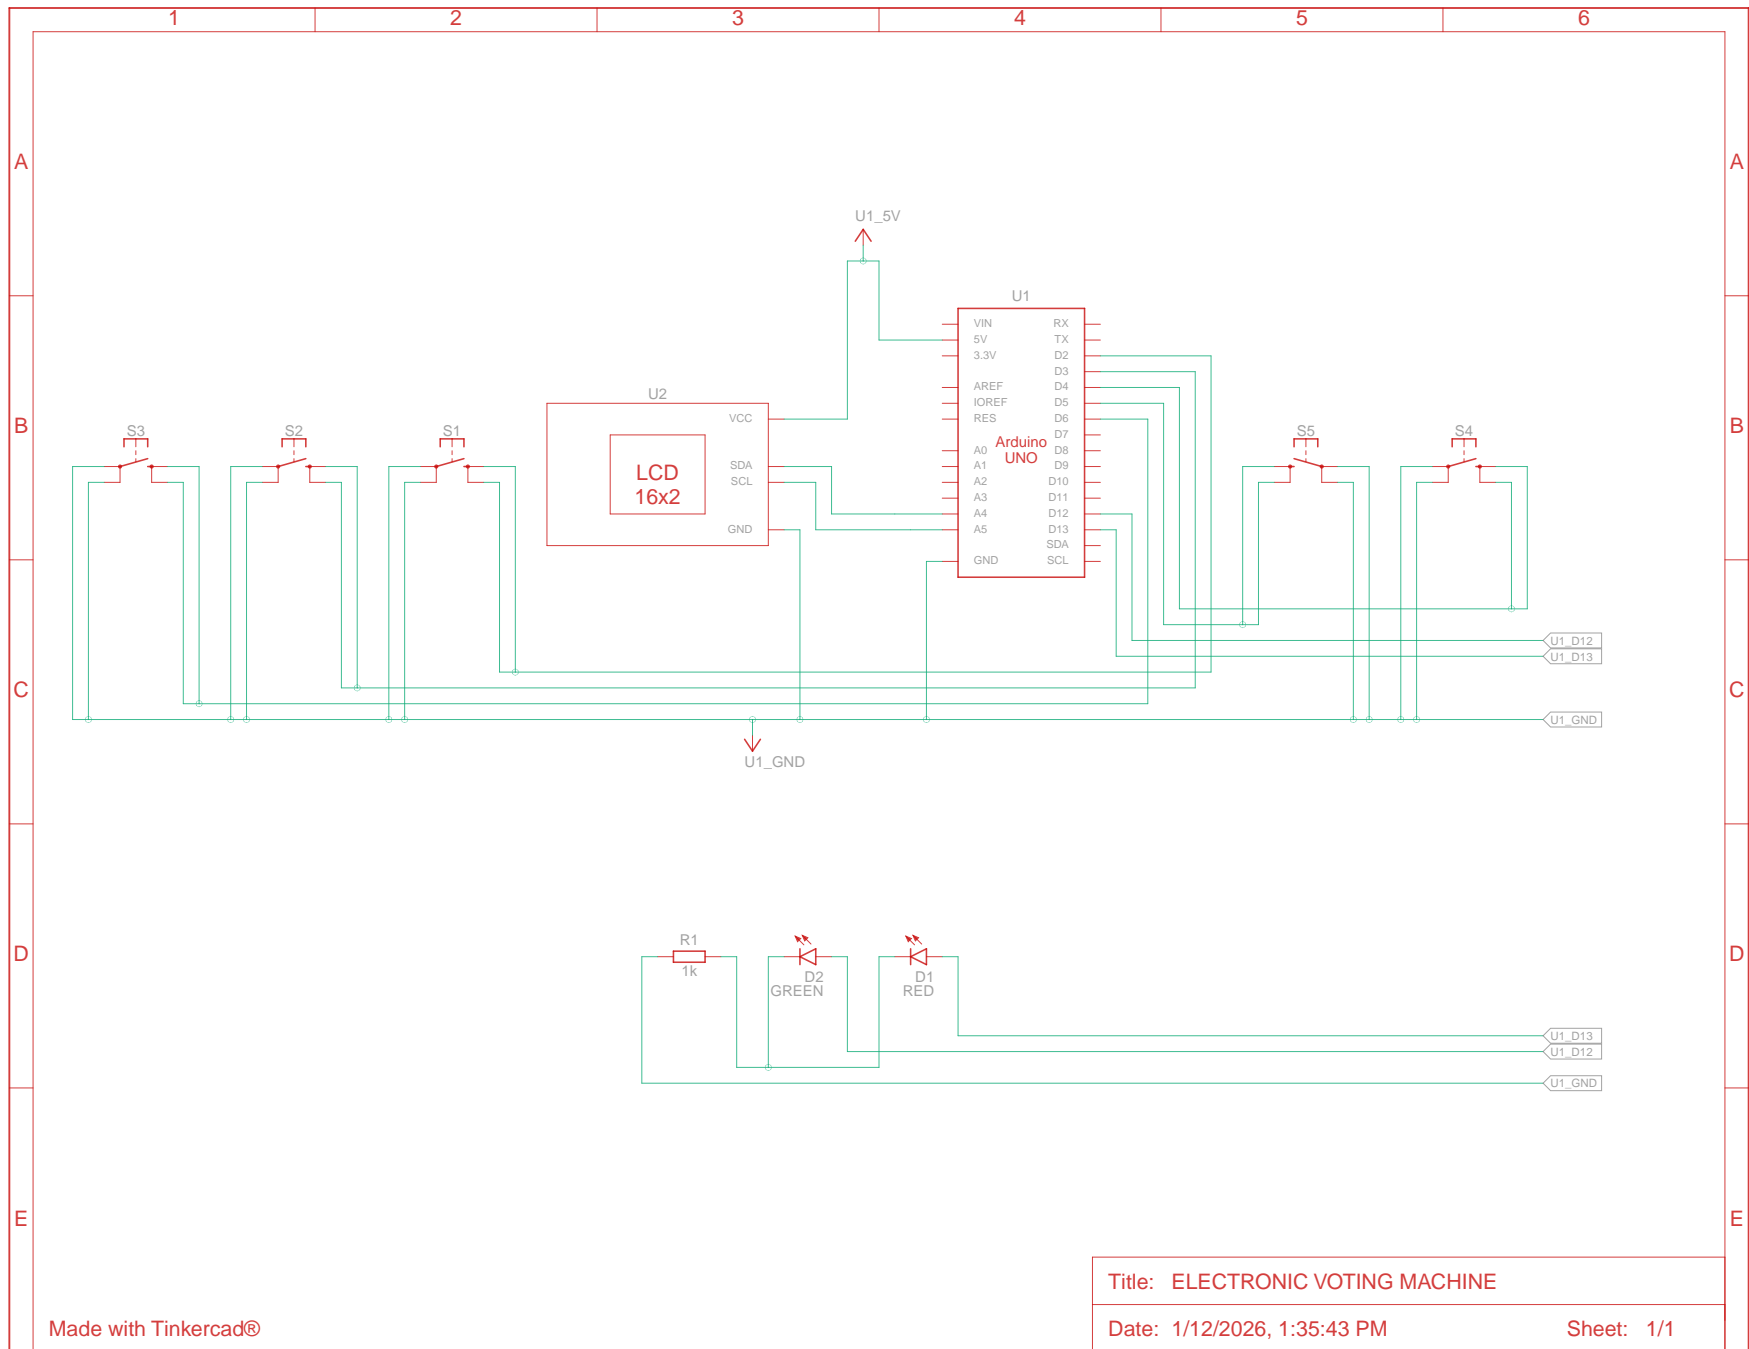 1 2 3 4 5 6
A A
U1_5V
U1
VIN RX
5V TX
3.3V D2
D3
AREF D4
IOREF D5
RES D6
D7
A0 D8
A1 D9
A2 D10
A3 D11
A4 D12
A5 D13
SDA
GND SCL
Arduino
UNO
U2
VCC
SDA
SCL
GND
LCD
16x2
B B
S3 S2 S1 S5 S4
U1_D12
U1_D13
C C
U1_GND
U1_GND
D D
R1
1k
D2
GREEN
D1
RED
U1_D13
U1_D12
U1_GND
E E
Title: ELECTRONIC VOTING MACHINE
Made with Tinkercad®
Date: 1/12/2026, 1:35:43 PM Sheet: 1/1